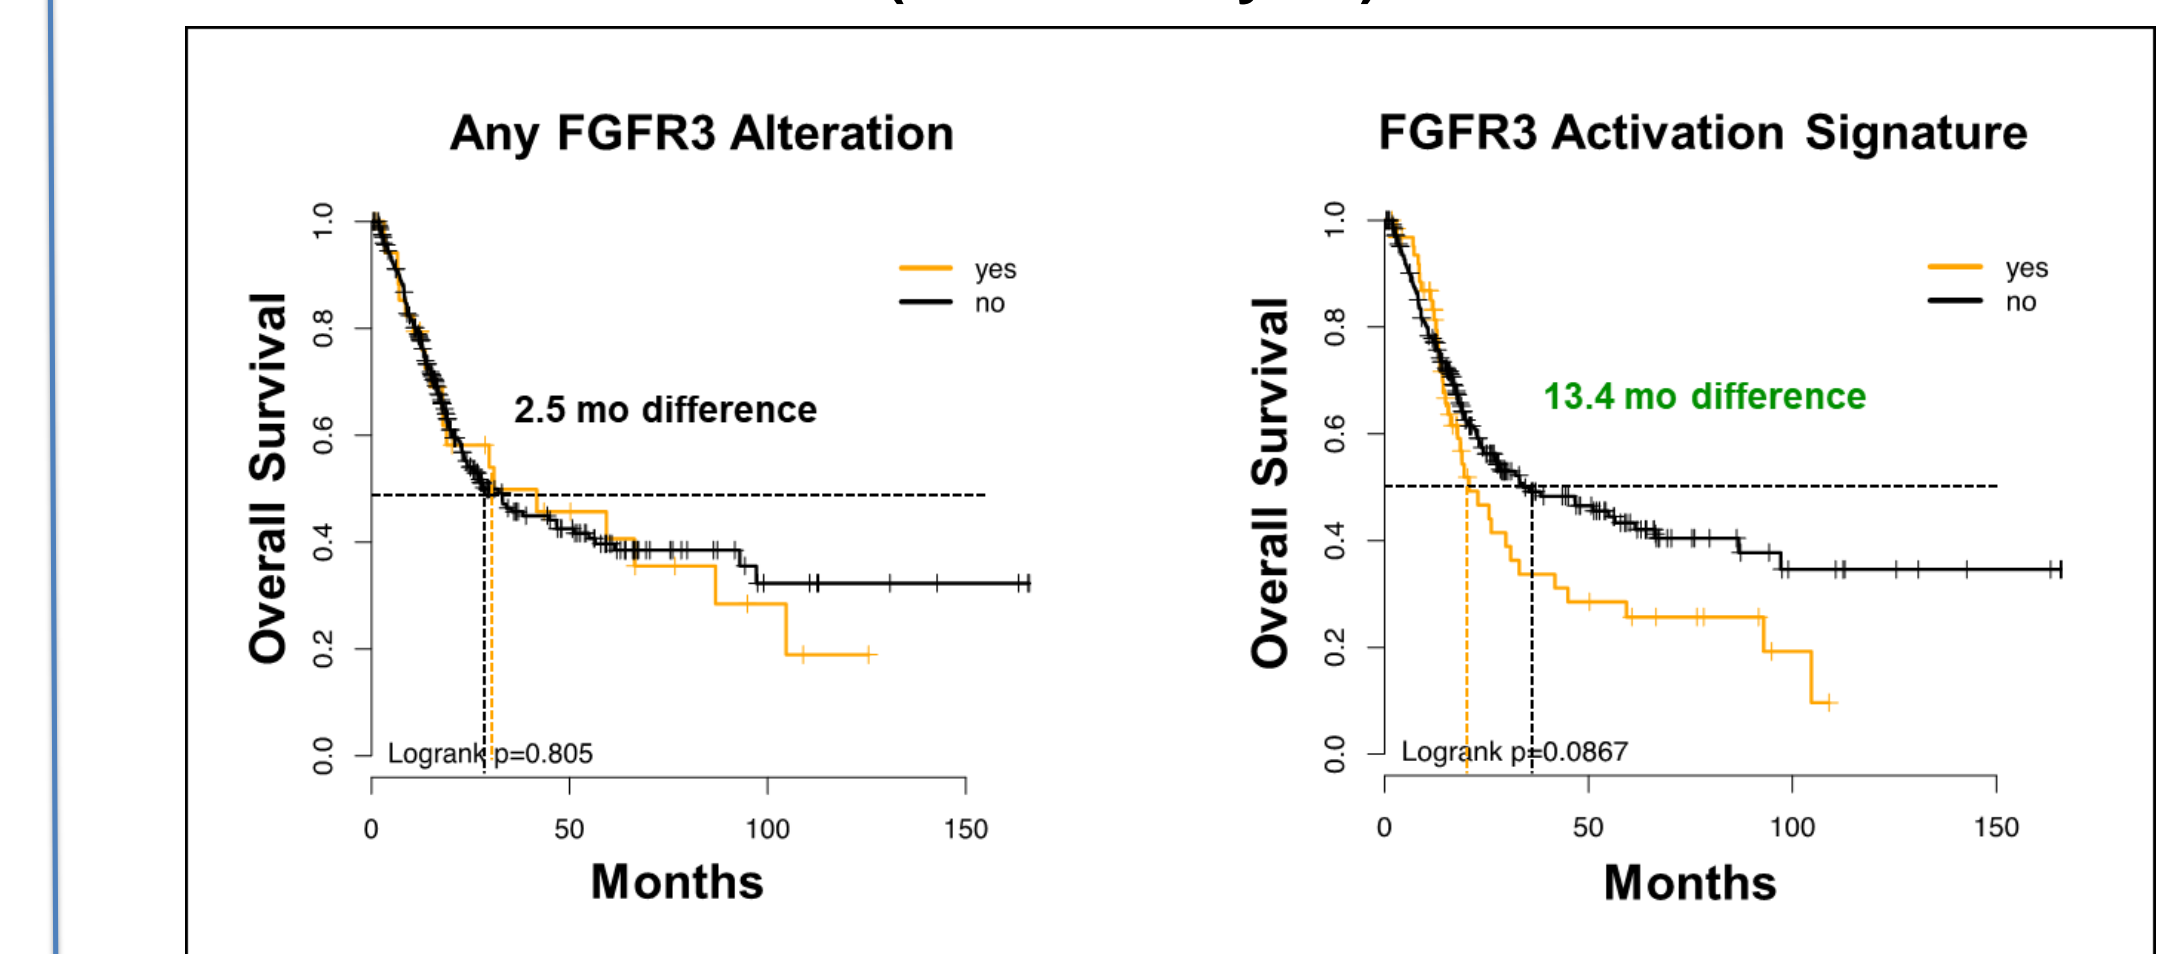 Any FGFR3 Alteration
1.0
0.8
0.6
0.4
0.2
0.0
Overall Survival
yes
no
2.5 mo difference
Logrank p=0.805
0 50 100 150
Months
FGFR3 Activation Signature
1.0
0.8
0.6
0.4
0.2
0.0
Overall Survival
yes
no
13.4 mo difference
Logrank p=0.0867
0 50 100 150
Months